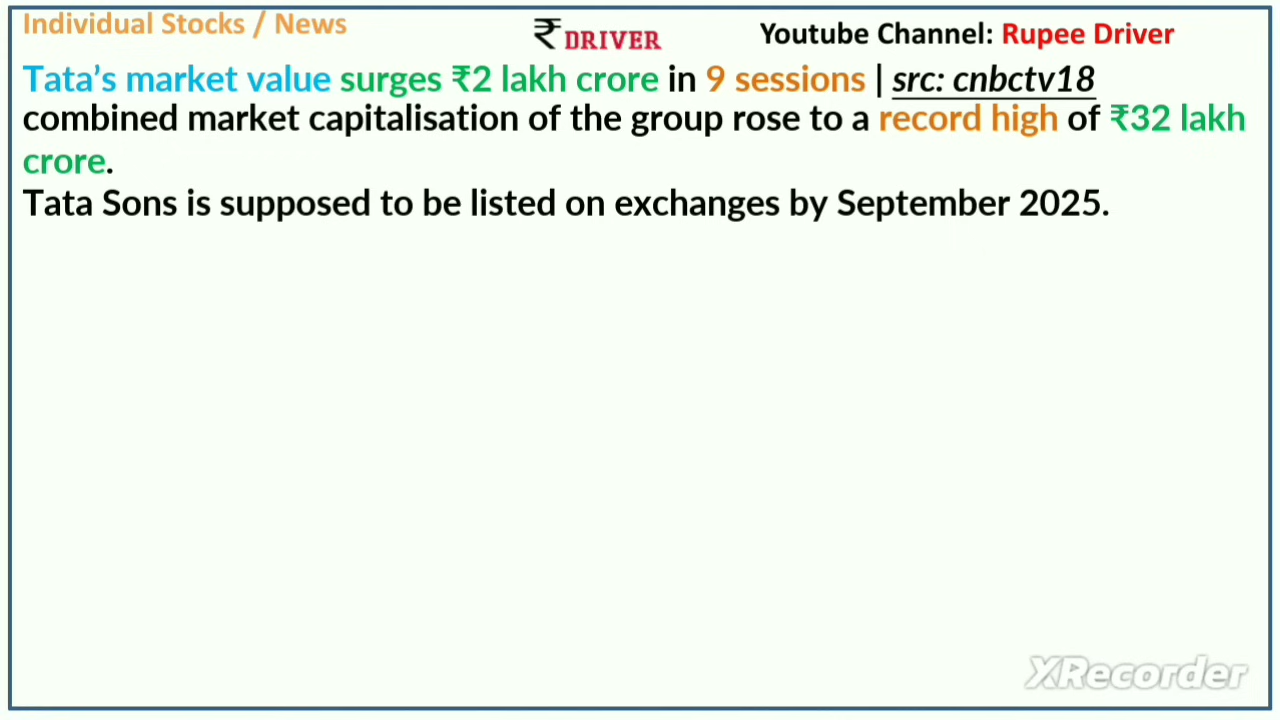 Individual Stocks / News
₹ DRIVER
Youtube Channel: Rupee Driver
Tata’s market value surges ₹2 lakh crore in 9 sessions | src: cnbctv18
combined market capitalisation of the group rose to a record high of ₹32 lakh
crore.
Tata Sons is supposed to be listed on exchanges by September 2025.
XRecorder